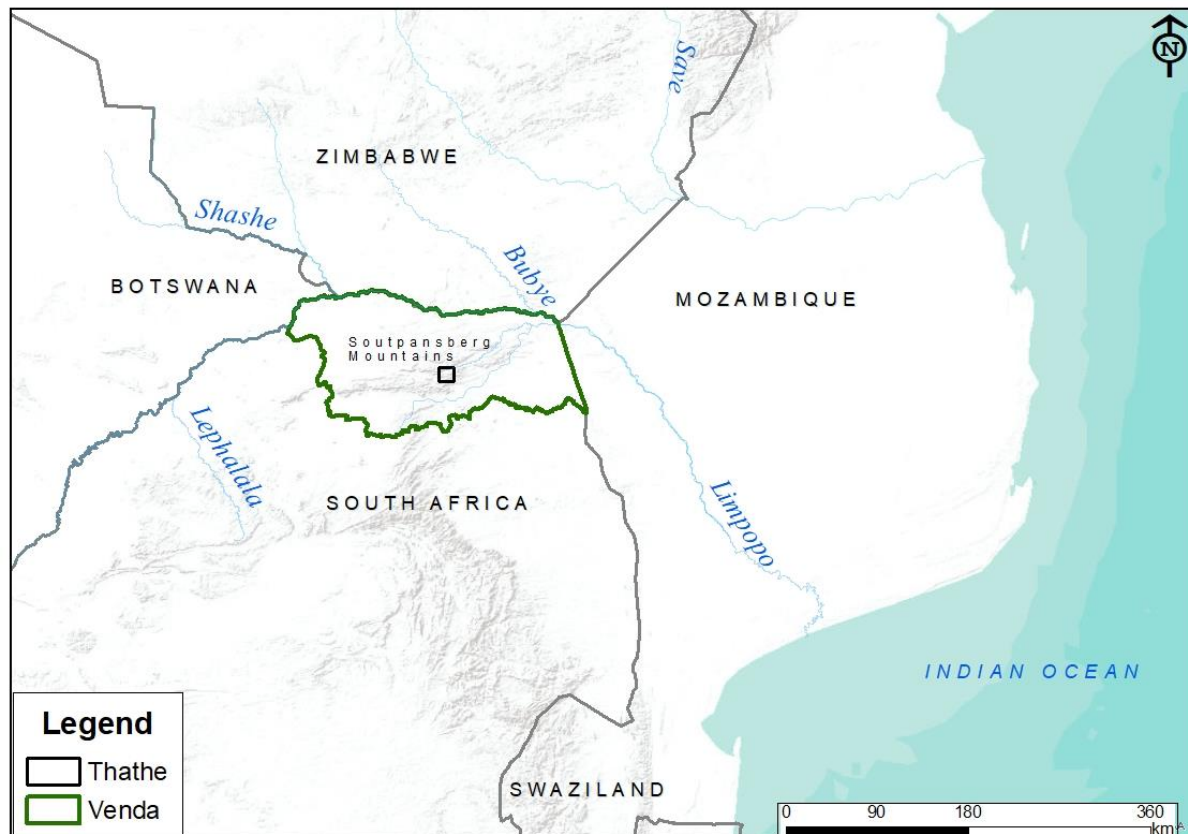 N
Save
ZIMBABWE
Shashe
Bubye
BOTSWANA
MOZAMBIQUE
Soutpansberg
Mountains
Lephalala
SOUTH AFRICA
Limpopo
INDIAN OCEAN
Legend
Thathe
Venda
SWAZILAND
0 90 180 360
km